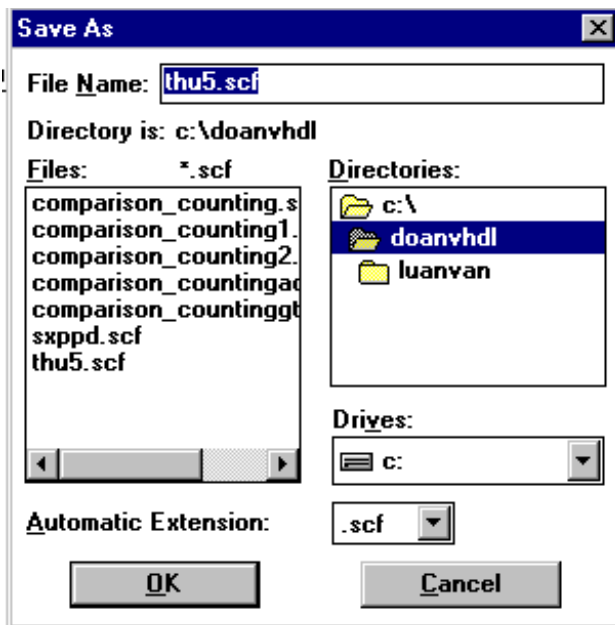 Save As
File Name: thu5.scf
Directory is: c:\doanvhdl
Files: *.scf
comparison_counting.s
comparison_counting1.
comparison_counting2.
comparison_countingac
comparison_countinggt
sxppd.scf
thu5.scf
Directories:
c:\
doanvhdl
luanvan
Drives:
c:
Automatic Extension:
.scf
OK
Cancel